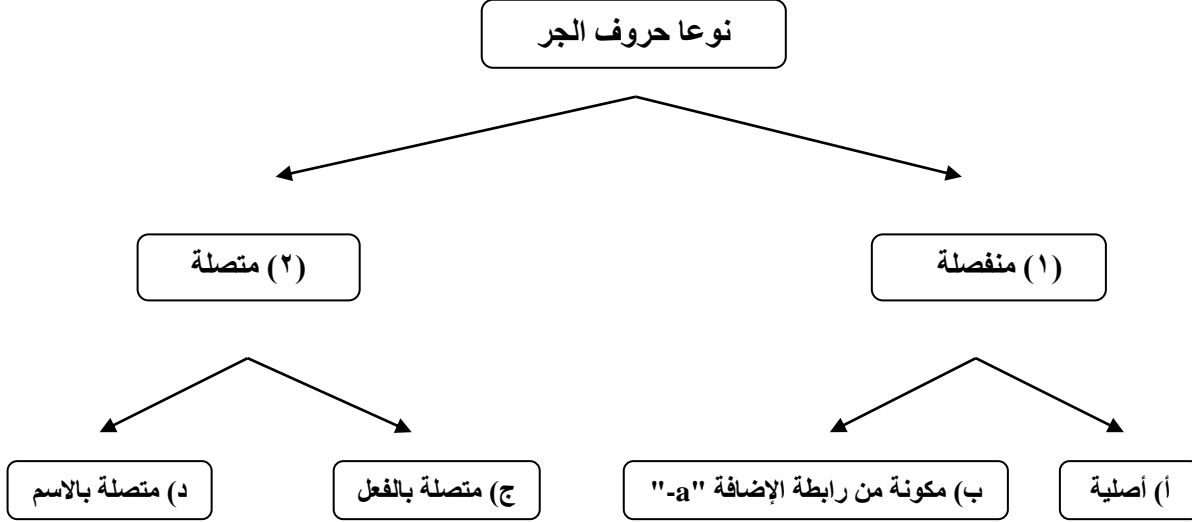 نوعا حروف الجر
(١) منفصلة
(٢) متصلة
أ) أصلية
ب) مكونة من رابطة الإضافة "-a"
ج) متصلة بالفعل
د) متصلة بالاسم